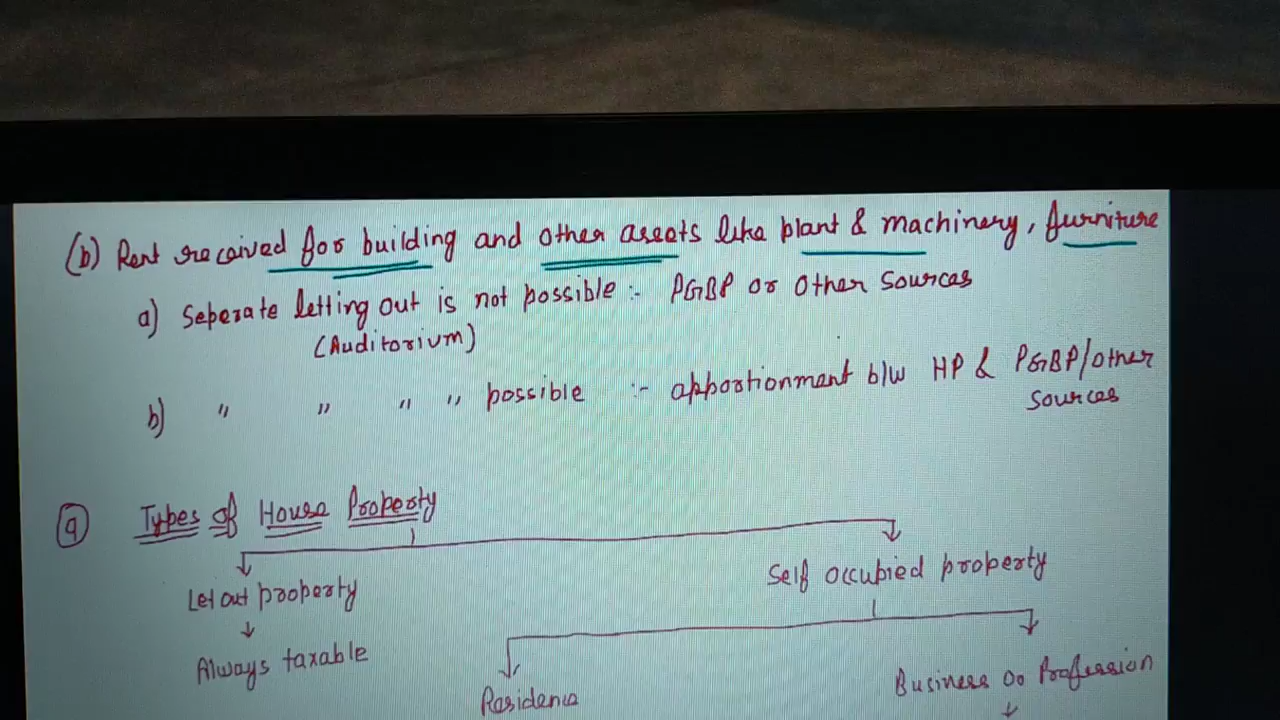 (b) Rent received for building and other assets like plant & machinery, furniture
a) Seperate letting out is not possible :- PGBP or Other Sources
(Auditorium)
b) " " " " possible :- apportionment b/w HP & PGBP/other
Sources
9 Types of House Property
Let out property
Self occupied property
Always taxable
Residence
Business or Profession